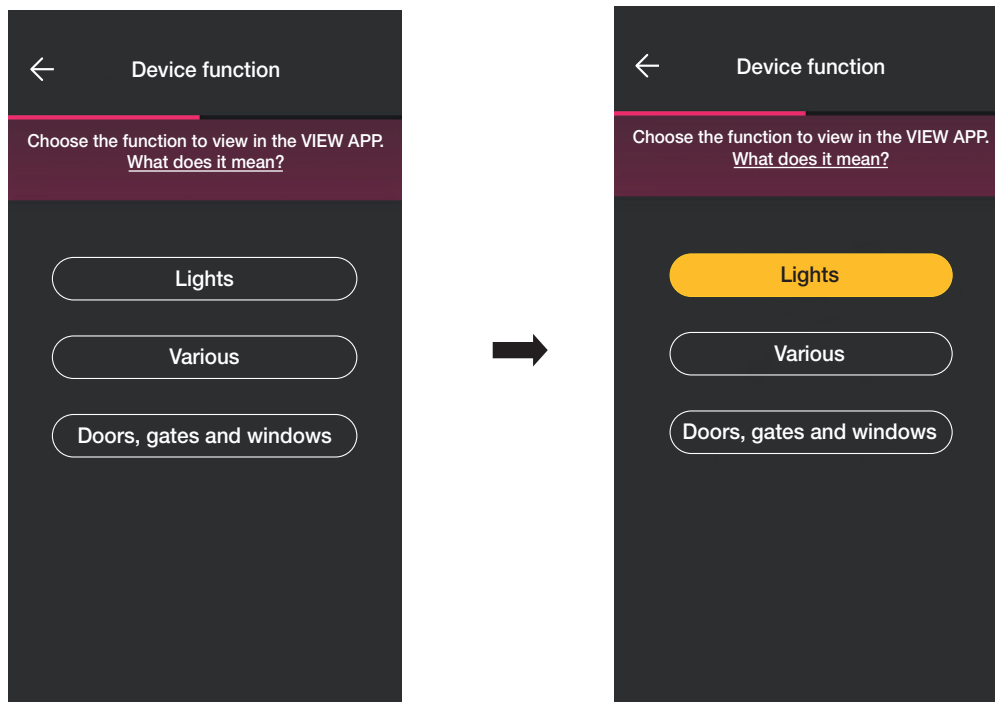 Device function
Choose the function to view in the VIEW APP.
What does it mean?
Lights
Various
Doors, gates and windows
Device function
Choose the function to view in the VIEW APP.
What does it mean?
Lights
Various
Doors, gates and windows